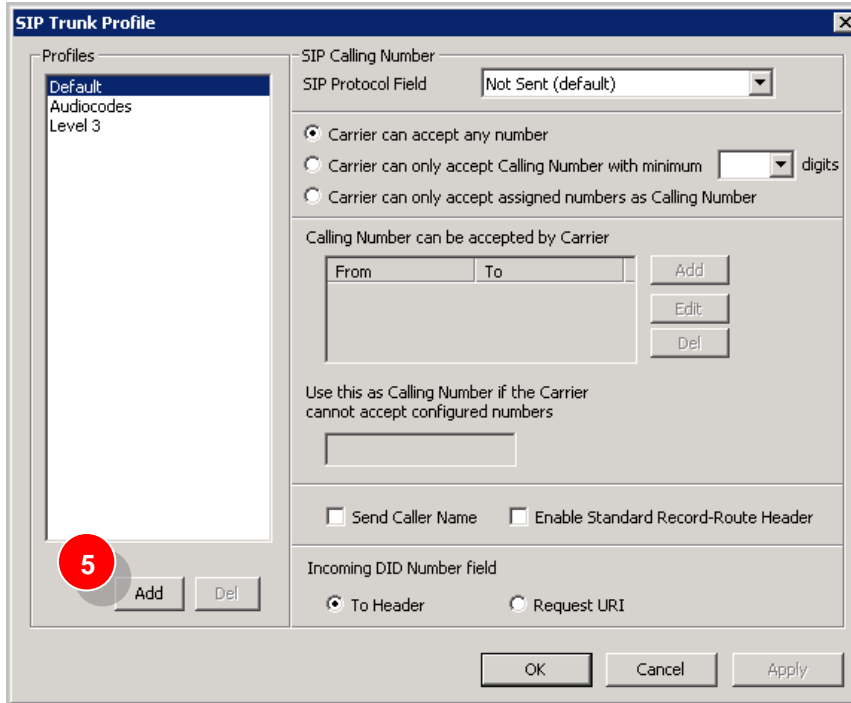 SIP Trunk Profile
Profiles
Default
Audiocodes
Level 3
5
Add
Del
SIP Calling Number
SIP Protocol Field
Not Sent (default)
Carrier can accept any number
Carrier can only accept Calling Number with minimum digits
Carrier can only accept assigned numbers as Calling Number
Calling Number can be accepted by Carrier
From To
Add
Edit
Del
Use this as Calling Number if the Carrier
cannot accept configured numbers
Send Caller Name
Enable Standard Record-Route Header
Incoming DID Number field
To Header
Request URI
OK
Cancel
Apply